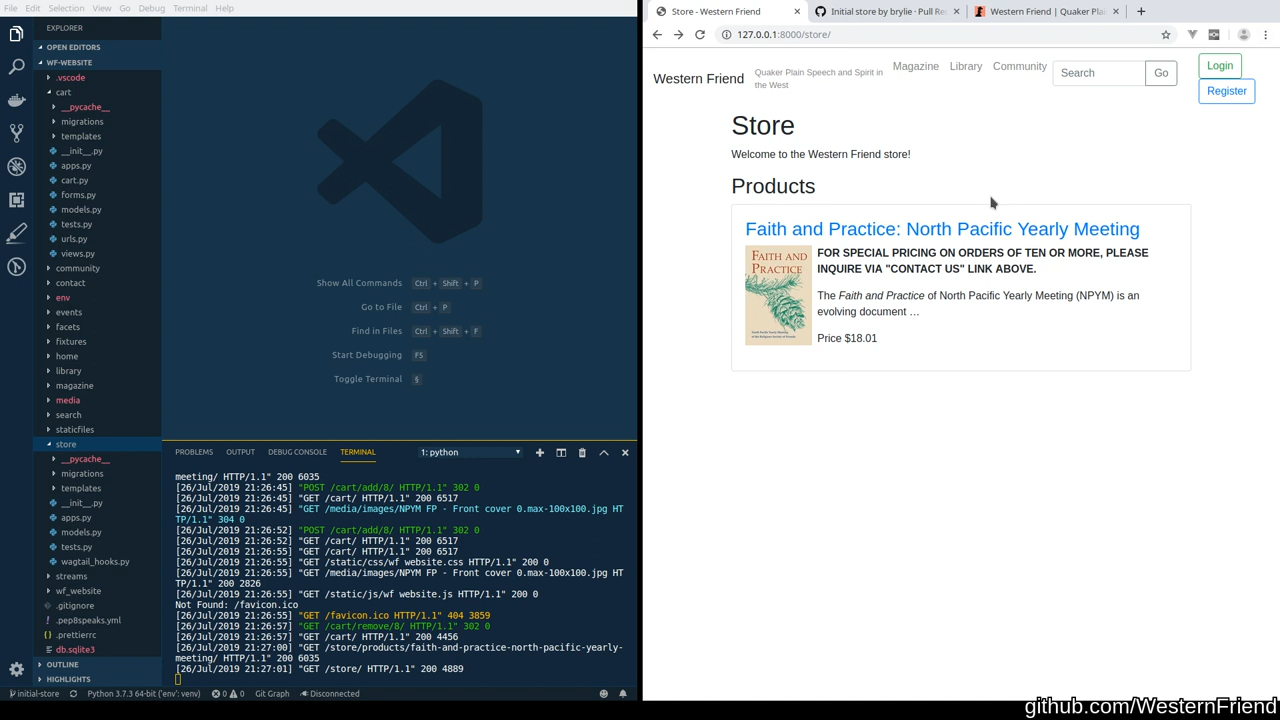 File Edit Selection View Go Debug Terminal Help
EXPLORER
OPEN EDITORS
WF-WEBSITE
.vscode
cart
__pycache__
migrations
templates
__init__.py
apps.py
cart.py
forms.py
models.py
tests.py
urls.py
views.py
community
contact
env
events
facets
fixtures
home
library
magazine
media
search
staticfiles
store
__pycache__
migrations
templates
__init__.py
apps.py
models.py
tests.py
wagtail_hooks.py
streams
wf_website
.gitignore
.pep8speaks.yml
.prettierrc
db.sqlite3
OUTLINE
HIGHLIGHTS
Show All Commands Ctrl + Shift + P
Go to File Ctrl + P
Find in Files Ctrl + Shift + F
Start Debugging F5
Toggle Terminal §
PROBLEMS OUTPUT DEBUG CONSOLE TERMINAL 1: python
meeting/ HTTP/1.1" 200 6035
[26/Jul/2019 21:26:45] "POST /cart/add/8/ HTTP/1.1" 302 0
[26/Jul/2019 21:26:45] "GET /cart/ HTTP/1.1" 200 6517
[26/Jul/2019 21:26:45] "GET /media/images/NPYM FP - Front cover 0.max-100x100.jpg HT
TP/1.1" 304 0
[26/Jul/2019 21:26:52] "POST /cart/add/8/ HTTP/1.1" 302 0
[26/Jul/2019 21:26:52] "GET /cart/ HTTP/1.1" 200 6517
[26/Jul/2019 21:26:55] "GET /cart/ HTTP/1.1" 200 6517
[26/Jul/2019 21:26:55] "GET /static/css/wf website.css HTTP/1.1" 200 0
[26/Jul/2019 21:26:55] "GET /media/images/NPYM FP - Front cover 0.max-100x100.jpg HT
TP/1.1" 200 2826
[26/Jul/2019 21:26:55] "GET /static/js/wf website.js HTTP/1.1" 200 0
Not Found: /favicon.ico
[26/Jul/2019 21:26:55] "GET /favicon.ico HTTP/1.1" 404 3859
[26/Jul/2019 21:26:57] "GET /cart/remove/8/ HTTP/1.1" 302 0
[26/Jul/2019 21:26:57] "GET /cart/ HTTP/1.1" 200 4456
[26/Jul/2019 21:27:00] "GET /store/products/faith-and-practice-north-pacific-yearly-
meeting/ HTTP/1.1" 200 6035
[26/Jul/2019 21:27:01] "GET /store/ HTTP/1.1" 200 4889
initial-store Python 3.7.3 64-bit ('env': venv) 0 0 Git Graph Disconnected
Store - Western Friend Initial store by brylie · Pull Re Western Friend | Quaker Plai
127.0.0.1:8000/store/
Western Friend Quaker Plain Speech and Spirit in
the West
Magazine Library Community Search Go Login
Register
Store
Welcome to the Western Friend store!
Products
Faith and Practice: North Pacific Yearly Meeting
FAITH AND
PRACTICE
FOR SPECIAL PRICING ON ORDERS OF TEN OR MORE, PLEASE
INQUIRE VIA "CONTACT US" LINK ABOVE.
The Faith and Practice of North Pacific Yearly Meeting (NPYM) is an
evolving document …
Price $18.01
github.com/WesternFriend